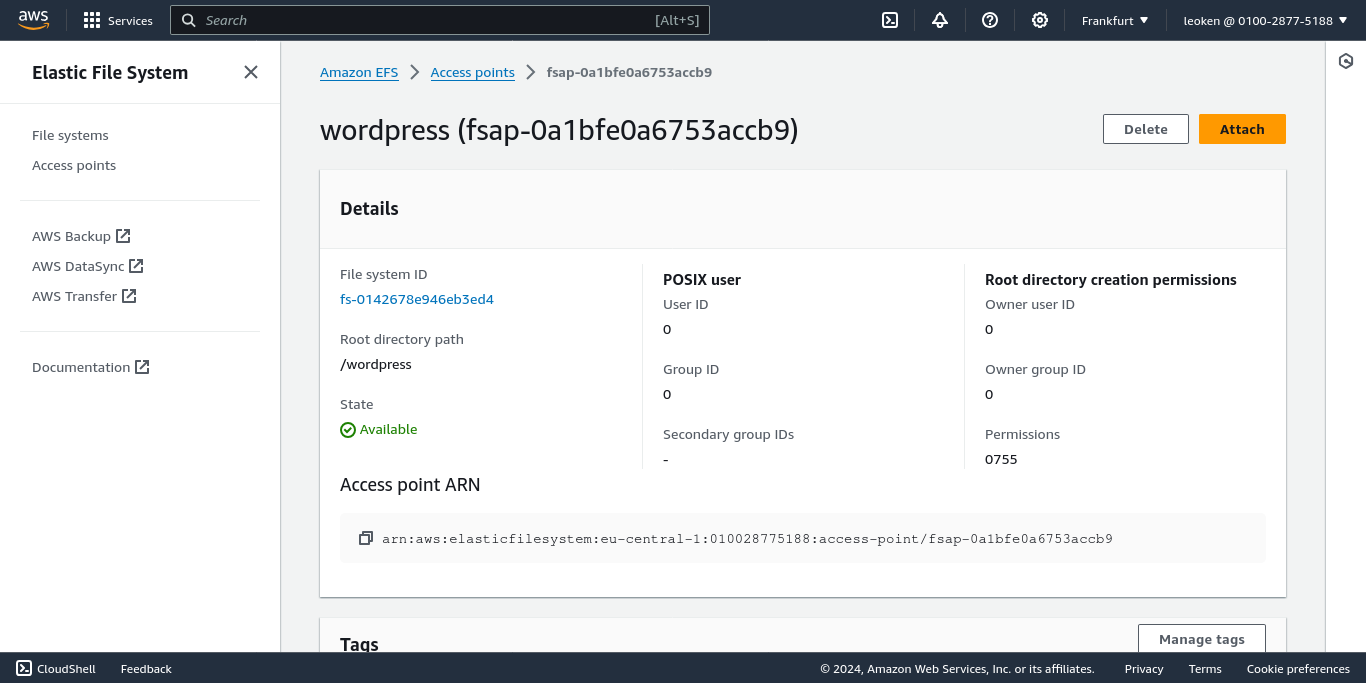 aws
Services
Search
[Alt+S]
Frankfurt
leoken @ 0100-2877-5188
Elastic File System
File systems
Access points
AWS Backup
AWS DataSync
AWS Transfer
Documentation
Amazon EFS
Access points
fsap-0a1bfe0a6753accb9
wordpress (fsap-0a1bfe0a6753accb9)
Delete
Attach
Details
File system ID
fs-0142678e946eb3ed4
Root directory path
/wordpress
State
Available
POSIX user
User ID
0
Group ID
0
Secondary group IDs
-
Root directory creation permissions
Owner user ID
0
Owner group ID
0
Permissions
0755
Access point ARN
arn:aws:elasticfilesystem:eu-central-1:010028775188:access-point/fsap-0a1bfe0a6753accb9
Tags
Manage tags
CloudShell
Feedback
© 2024, Amazon Web Services, Inc. or its affiliates.
Privacy
Terms
Cookie preferences